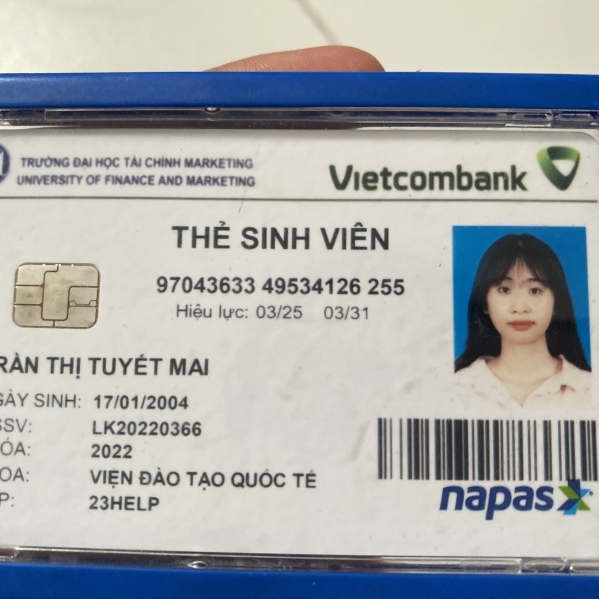 TRƯỜNG ĐẠI HỌC TÀI CHÍNH MARKETING
UNIVERSITY OF FINANCE AND MARKETING
Vietcombank
THẺ SINH VIÊN
97043633 49534126 255
Hiệu lực: 03/25 03/31
RẦN THỊ TUYẾT MAI
GÀY SINH: 17/01/2004
SSV: LK20220366
ÓA: 2022
OA: VIỆN ĐÀO TẠO QUỐC TẾ
P: 23HELP
napas